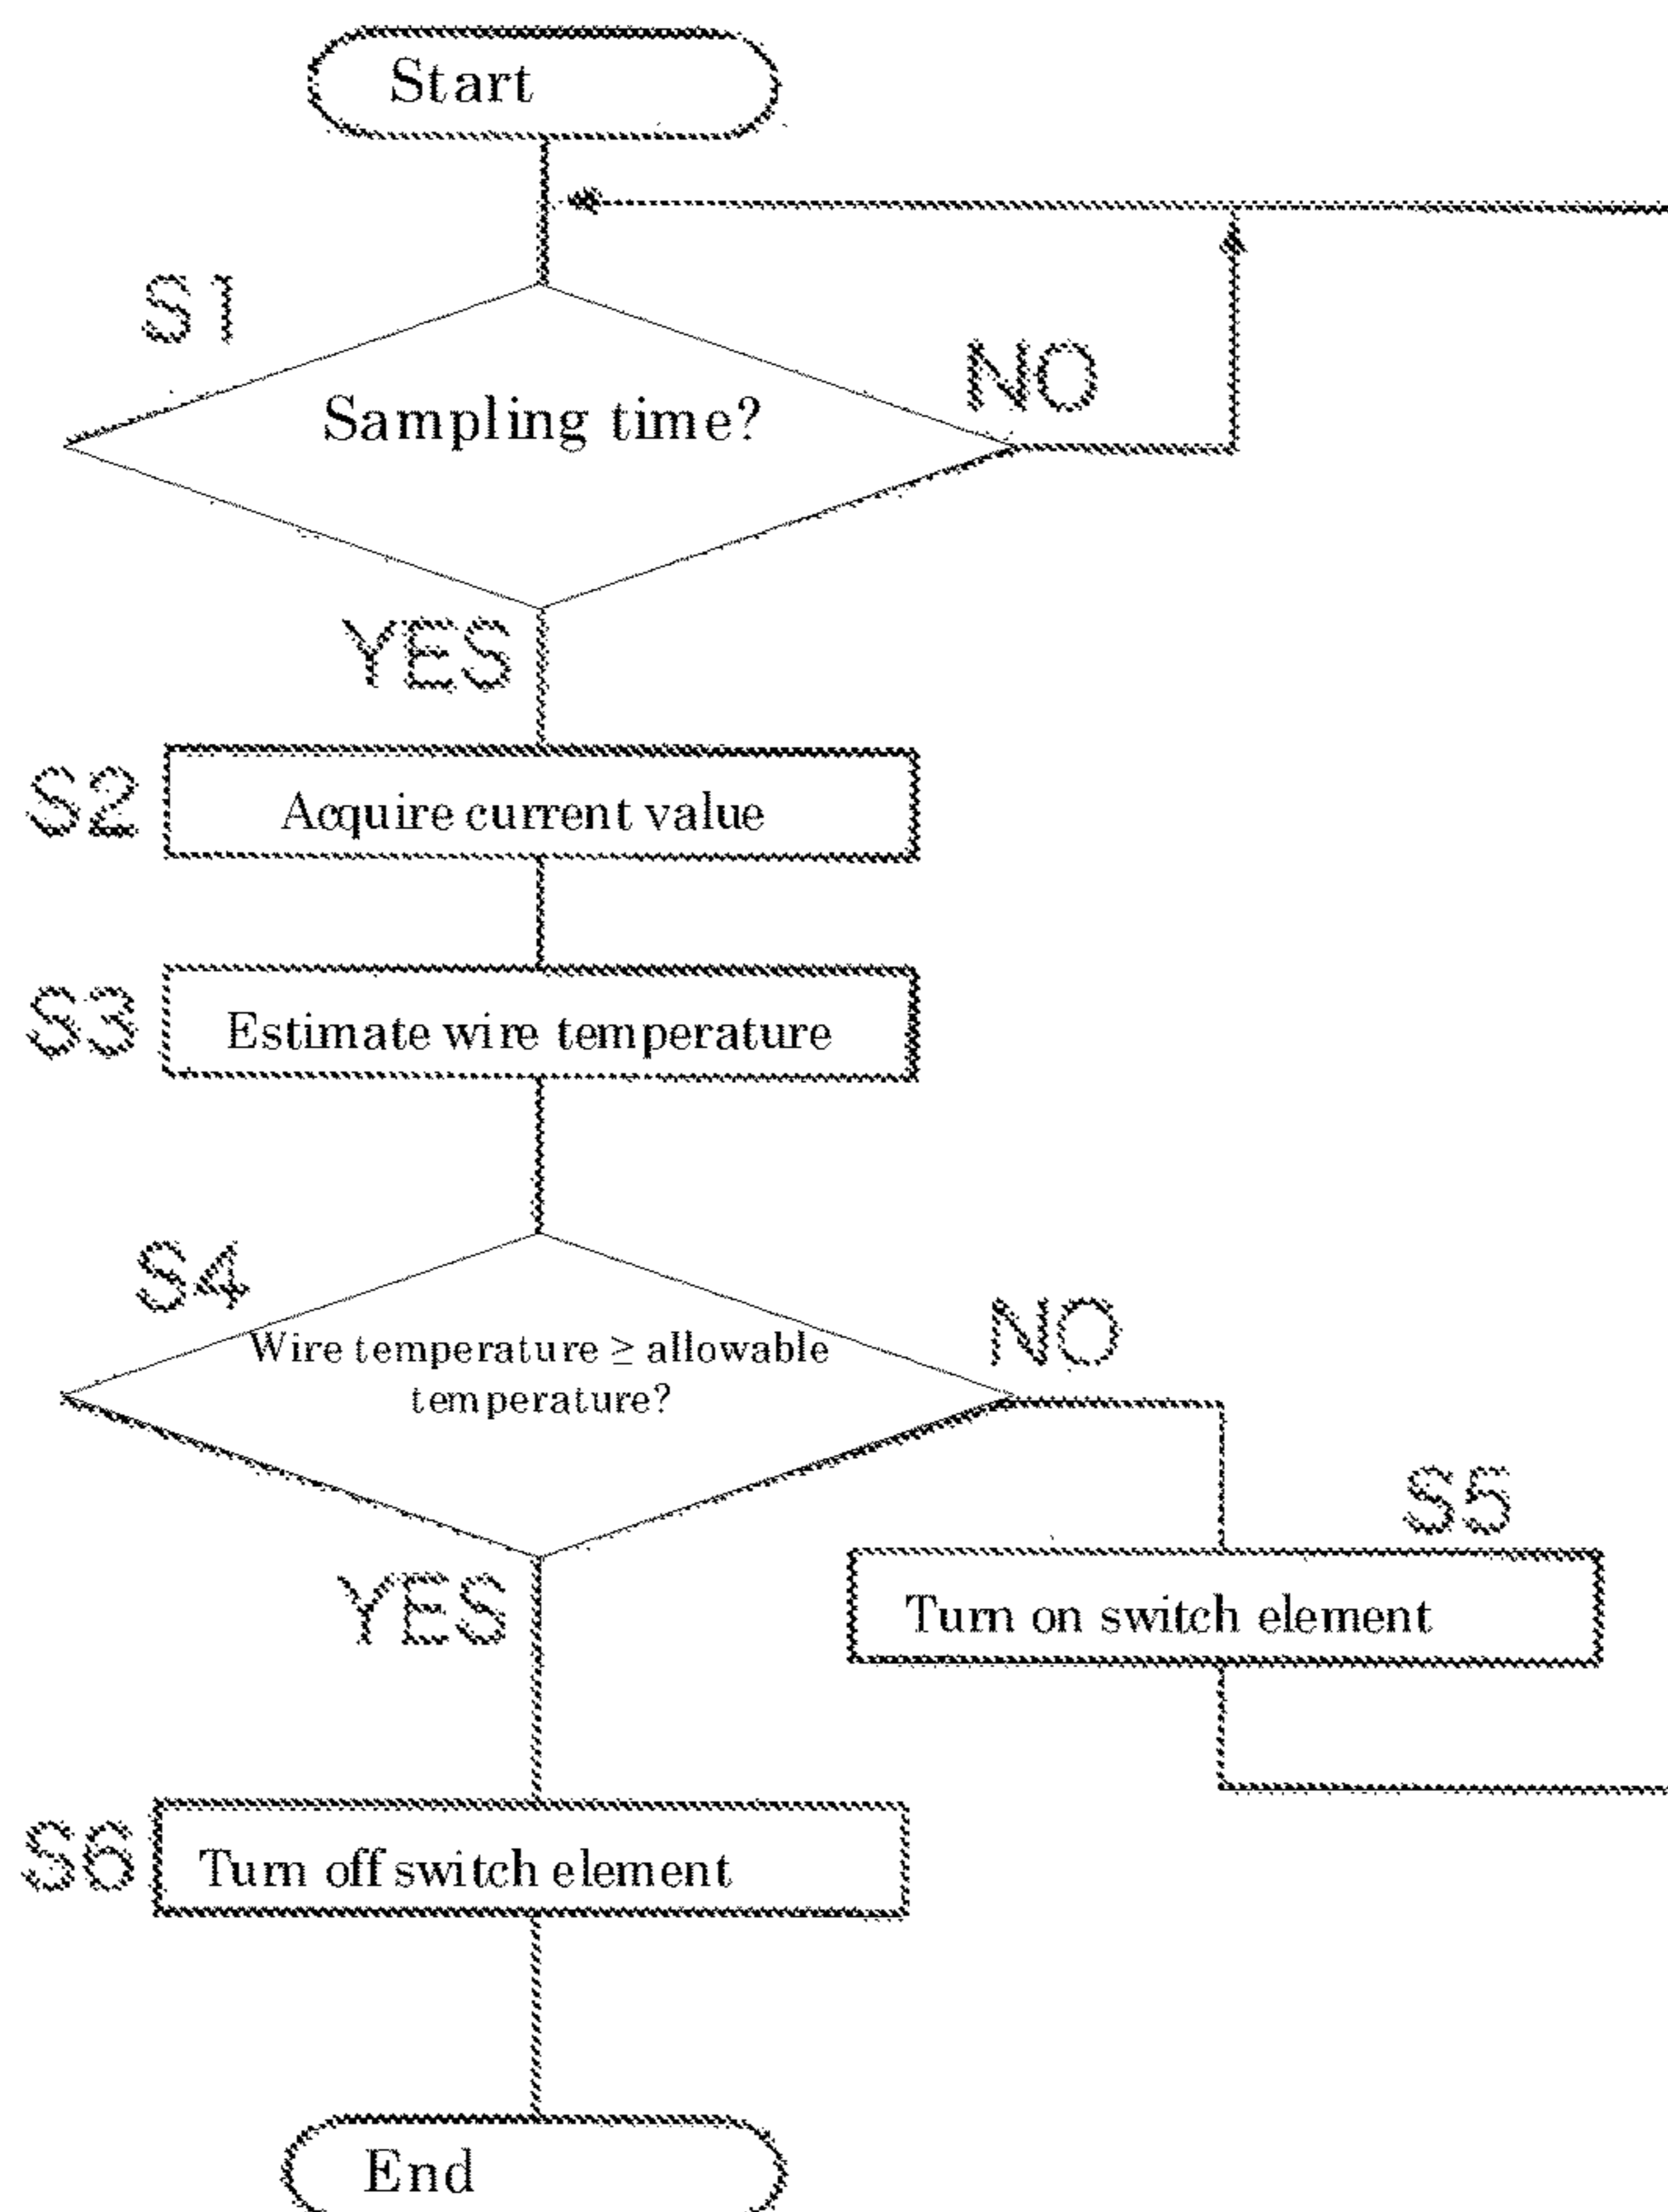 Start
S1
Sampling time?
NO
YES
S2
Acquire current value
S3
Estimate wire temperature
S4
Wire temperature ≥ allowable
temperature?
NO
YES
S5
Turn on switch element
S6
Turn off switch element
End